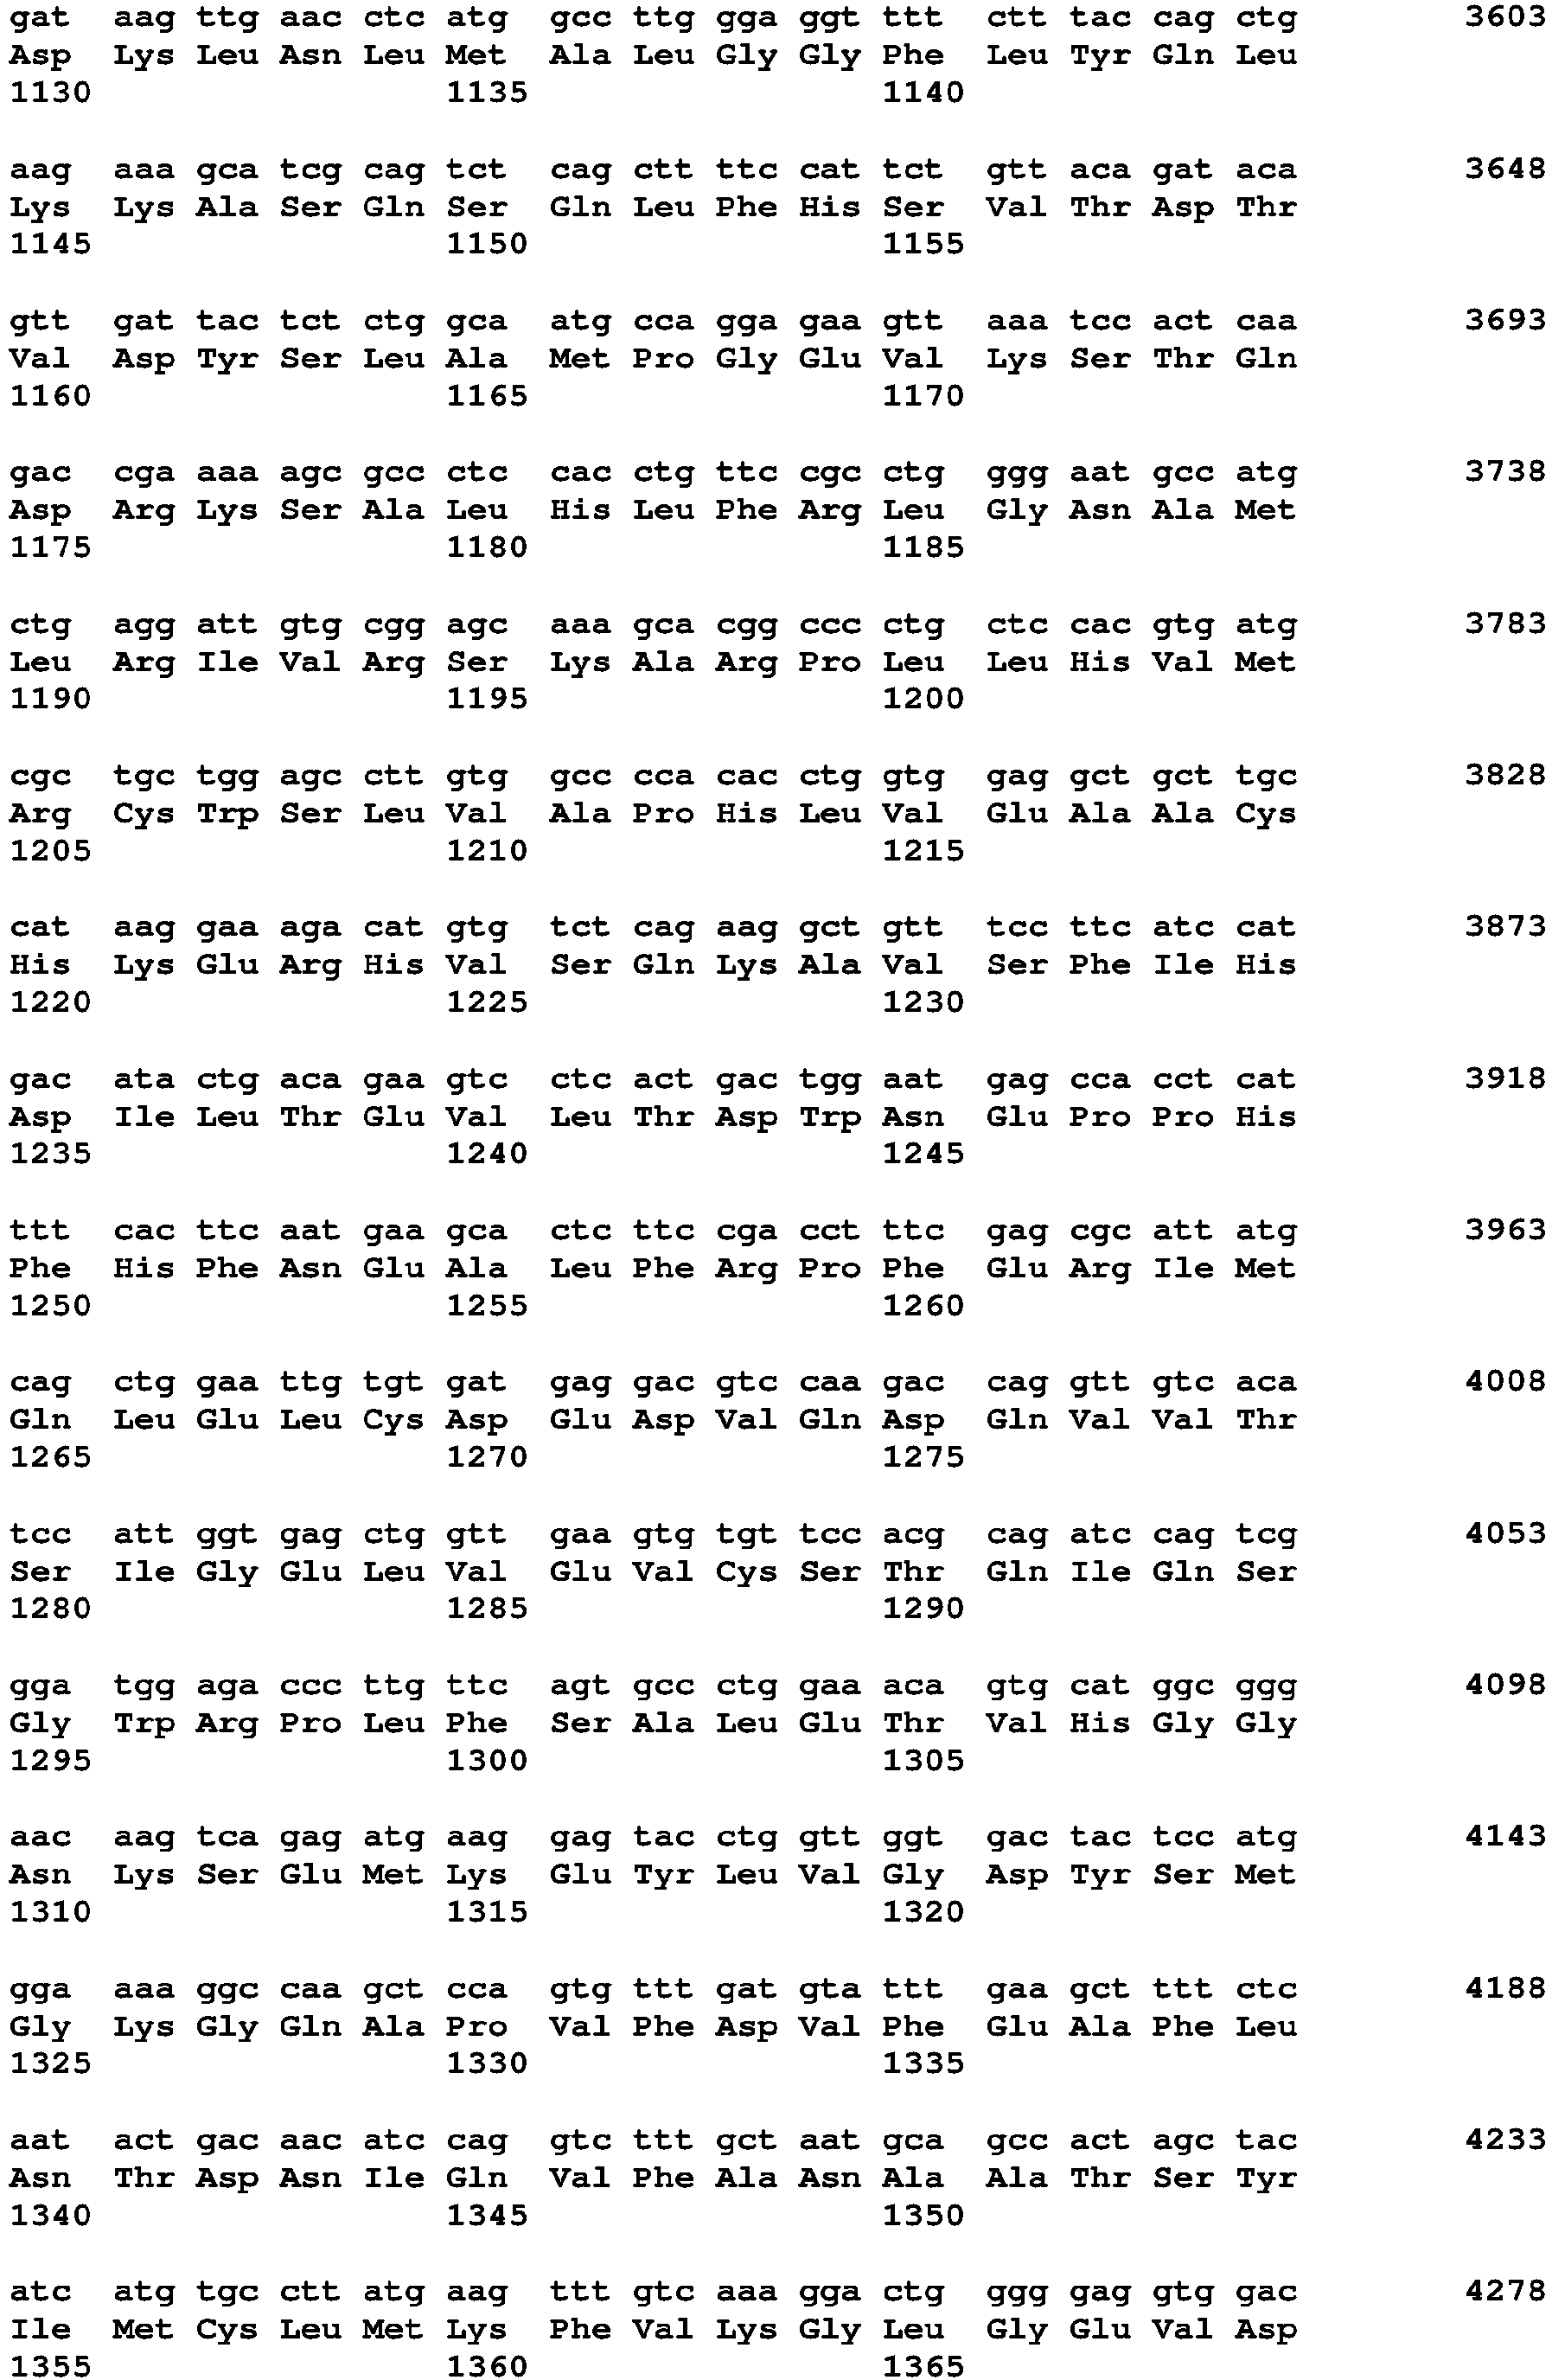 gat aag ttg aac ctc atg gcc ttg gga ggt ttt ctt tac cag ctg 3603
Asp Lys Leu Asn Leu Met Ala Leu Gly Gly Phe Leu Tyr Gln Leu
1130 1135 1140
aag aaa gca tcg cag tct cag ctt ttc cat tct gtt aca gat aca 3648
Lys Lys Ala Ser Gln Ser Gln Leu Phe His Ser Val Thr Asp Thr
1145 1150 1155
gtt gat tac tct ctg gca atg cca gga gaa gtt aaa tcc act caa 3693
Val Asp Tyr Ser Leu Ala Met Pro Gly Glu Val Lys Ser Thr Gln
1160 1165 1170
gac cga aaa agc gcc ctc cac ctg ttc cgc ctg ggg aat gcc atg 3738
Asp Arg Lys Ser Ala Leu His Leu Phe Arg Leu Gly Asn Ala Met
1175 1180 1185
ctg agg att gtg cgg agc aaa gca cgg ccc ctg ctc cac gtg atg 3783
Leu Arg Ile Val Arg Ser Lys Ala Arg Pro Leu Leu His Val Met
1190 1195 1200
cgc tgc tgg agc ctt gtg gcc cca cac ctg gtg gag gct gct tgc 3828
Arg Cys Trp Ser Leu Val Ala Pro His Leu Val Glu Ala Ala Cys
1205 1210 1215
cat aag gaa aga cat gtg tct cag aag gct gtt tcc ttc atc cat 3873
His Lys Glu Arg His Val Ser Gln Lys Ala Val Ser Phe Ile His
1220 1225 1230
gac ata ctg aca gaa gtc ctc act gac tgg aat gag cca cct cat 3918
Asp Ile Leu Thr Glu Val Leu Thr Asp Trp Asn Glu Pro Pro His
1235 1240 1245
ttt cac ttc aat gaa gca ctc ttc cga cct ttc gag cgc att atg 3963
Phe His Phe Asn Glu Ala Leu Phe Arg Pro Phe Glu Arg Ile Met
1250 1255 1260
cag ctg gaa ttg tgt gat gag gac gtc caa gac cag gtt gtc aca 4008
Gln Leu Glu Leu Cys Asp Glu Asp Val Gln Asp Gln Val Val Thr
1265 1270 1275
tcc att ggt gag ctg gtt gaa gtg tgt tcc acg cag atc cag tcg 4053
Ser Ile Gly Glu Leu Val Glu Val Cys Ser Thr Gln Ile Gln Ser
1280 1285 1290
gga tgg aga ccc ttg ttc agt gcc ctg gaa aca gtg cat ggc ggg 4098
Gly Trp Arg Pro Leu Phe Ser Ala Leu Glu Thr Val His Gly Gly
1295 1300 1305
aac aag tca gag atg aag gag tac ctg gtt ggt gac tac tcc atg 4143
Asn Lys Ser Glu Met Lys Glu Tyr Leu Val Gly Asp Tyr Ser Met
1310 1315 1320
gga aaa ggc caa gct cca gtg ttt gat gta ttt gaa gct ttt ctc 4188
Gly Lys Gly Gln Ala Pro Val Phe Asp Val Phe Glu Ala Phe Leu
1325 1330 1335
aat act gac aac atc cag gtc ttt gct aat gca gcc act agc tac 4233
Asn Thr Asp Asn Ile Gln Val Phe Ala Asn Ala Ala Thr Ser Tyr
1340 1345 1350
atc atg tgc ctt atg aag ttt gtc aaa gga ctg ggg gag gtg gac 4278
Ile Met Cys Leu Met Lys Phe Val Lys Gly Leu Gly Glu Val Asp
1355 1360 1365